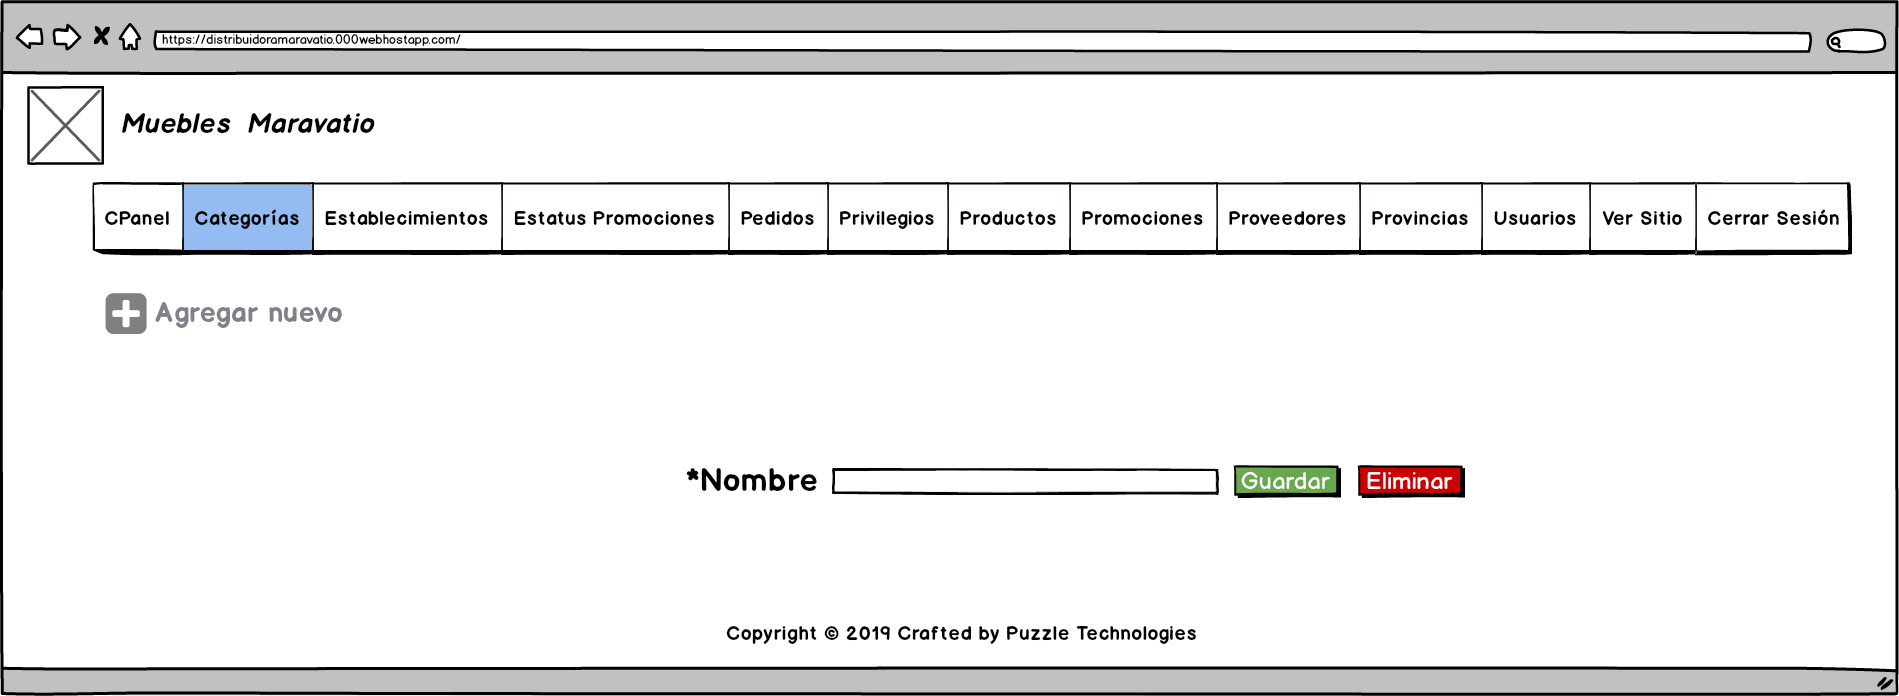 https://distribuidoramaravatio.000webhostapp.com/
Muebles Maravatio
CPanel Categorías Establecimientos Estatus Promociones Pedidos Privilegios Productos Promociones Proveedores Provincias Usuarios Ver Sitio Cerrar Sesión
Agregar nuevo
*Nombre Guardar Eliminar
Copyright © 2019 Crafted by Puzzle Technologies